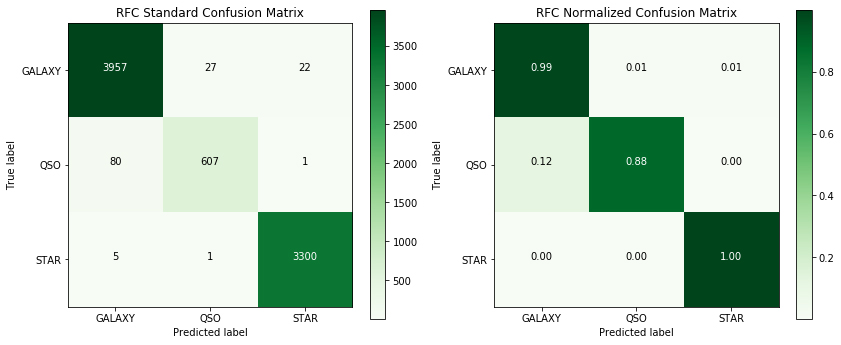 RFC Standard Confusion Matrix
GALAXY 3957 27 22
QSO 80 607 1
STAR 5 1 3300
GALAXY QSO STAR
True label
Predicted label
3500
3000
2500
2000
1500
1000
500
RFC Normalized Confusion Matrix
GALAXY 0.99 0.01 0.01
QSO 0.12 0.88 0.00
STAR 0.00 0.00 1.00
GALAXY QSO STAR
True label
Predicted label
0.8
0.6
0.4
0.2